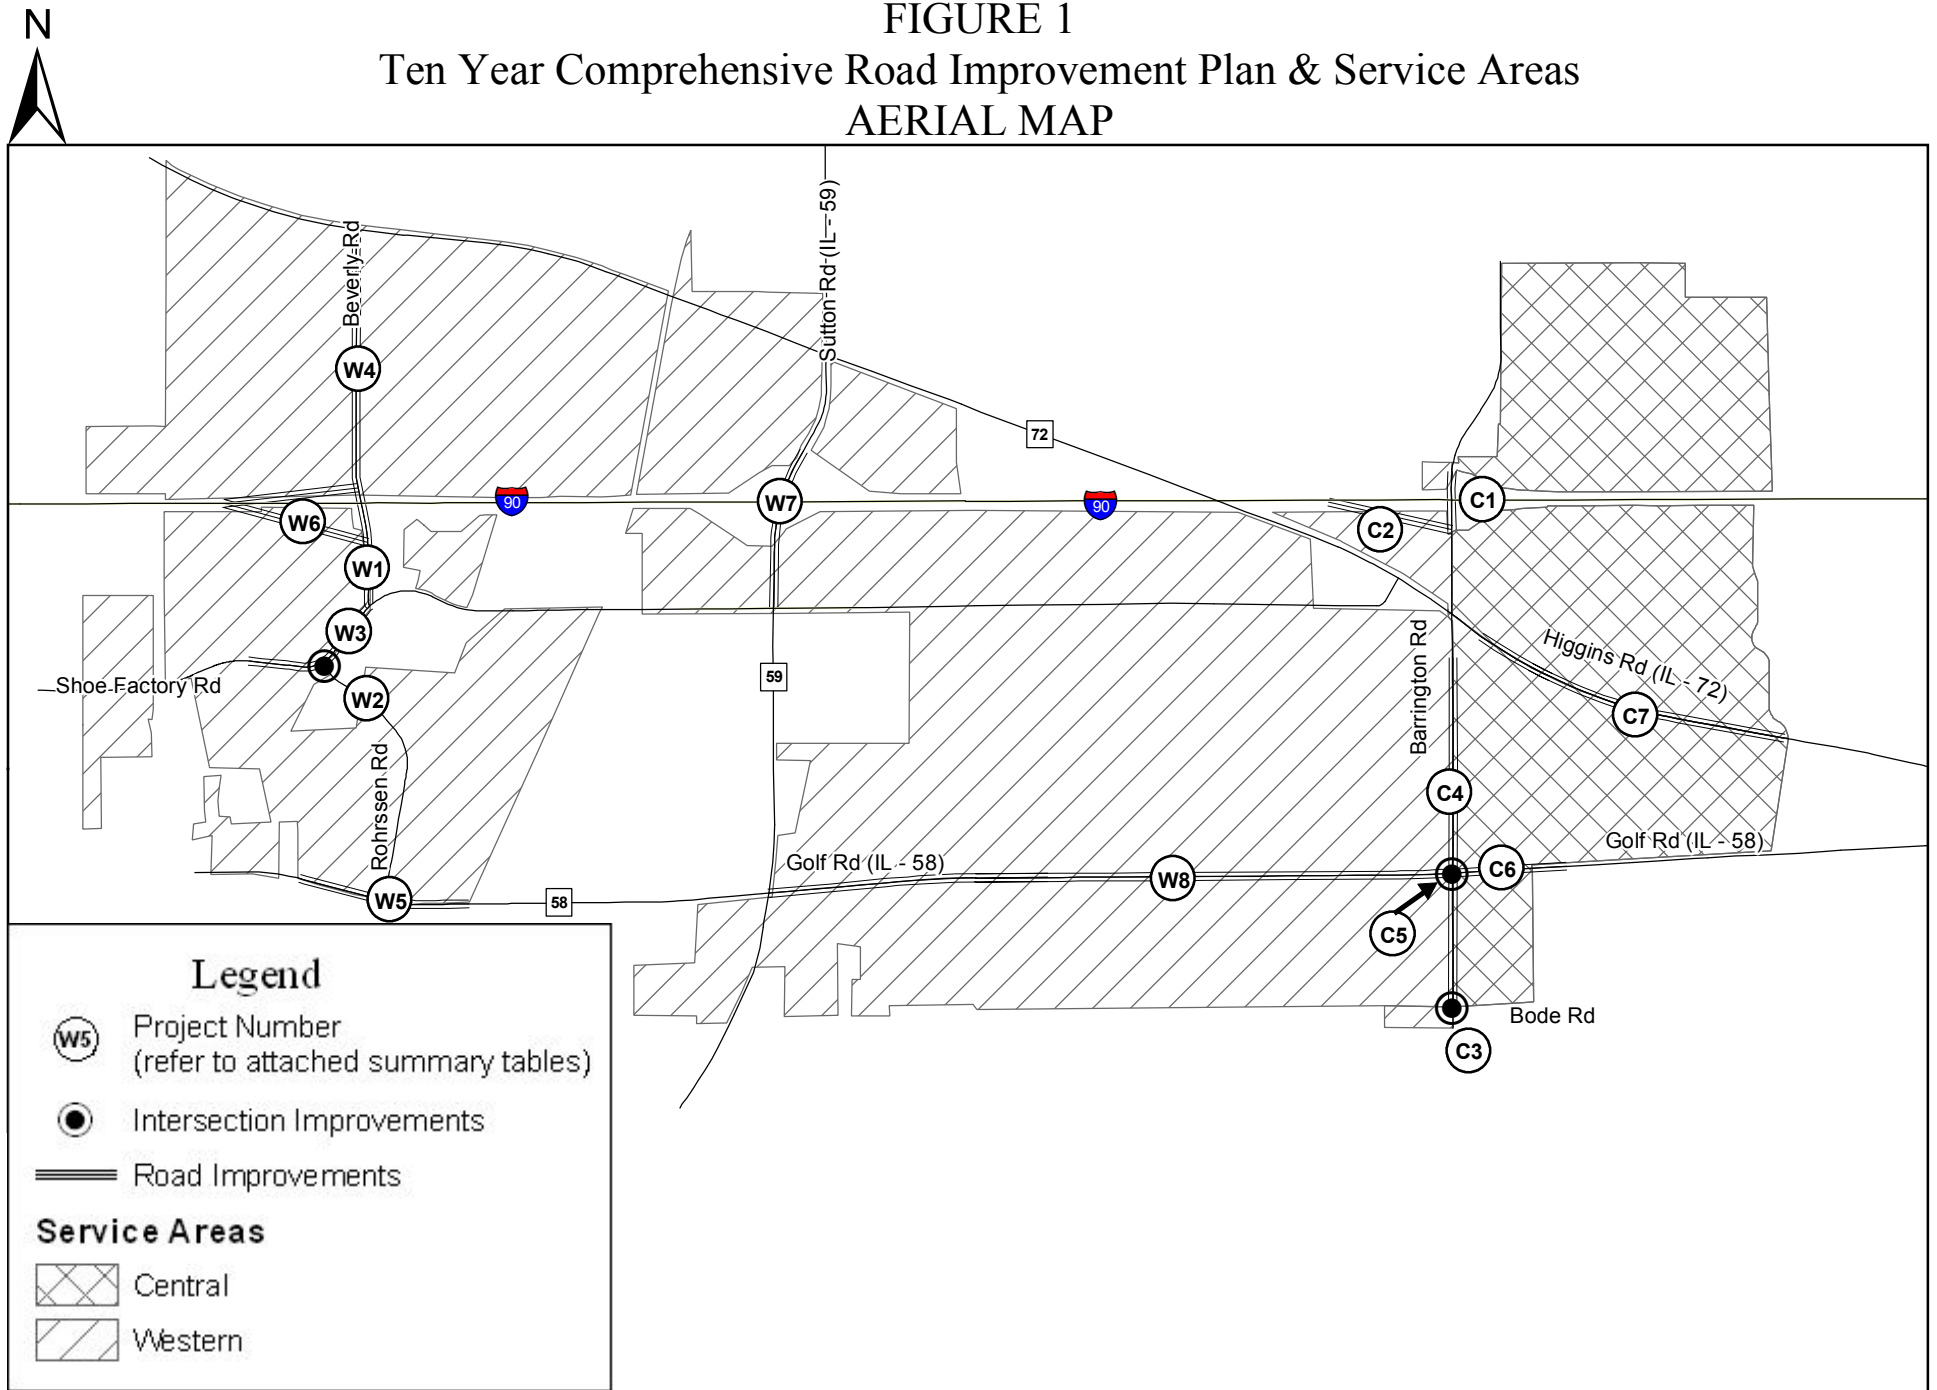 N
FIGURE 1
Ten Year Comprehensive Road Improvement Plan & Service Areas
AERIAL MAP
Beverly Rd
Sutton Rd (IL - 59)
W4
72
90
W7
90
C1
W6
C2
W1
W3
Higgins Rd (IL - 72)
Barrington Rd
59
Shoe Factory Rd
W2
C7
Rohrssen Rd
C4
Golf Rd (IL - 58)
Golf Rd (IL - 58)
C6
W8
W5
58
C5
Bode Rd
C3
Legend
W5
Project Number
(refer to attached summary tables)
Intersection Improvements
Road Improvements
Service Areas
Central
Western